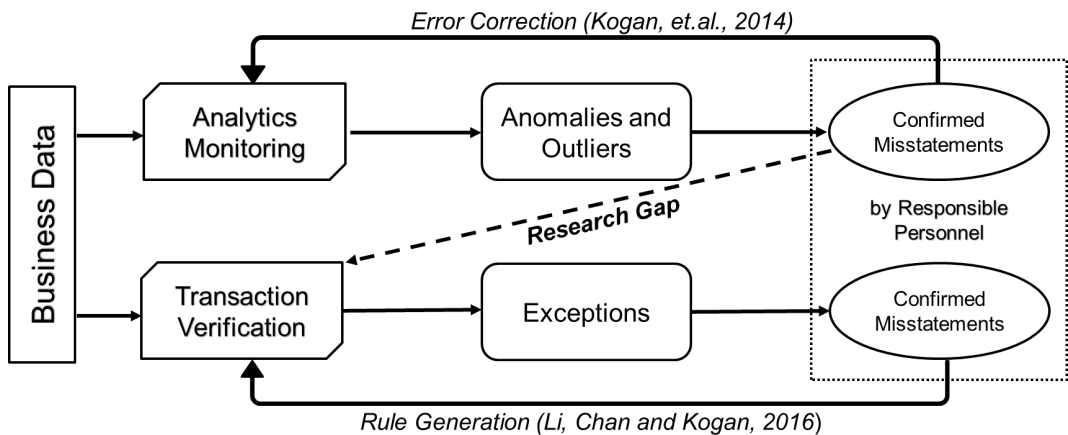 Error Correction (Kogan, et.al., 2014)
Business Data
Analytics
Monitoring
Anomalies and
Outliers
Confirmed
Misstatements
Research Gap
by Responsible
Personnel
Transaction
Verification
Exceptions
Confirmed
Misstatements
Rule Generation (Li, Chan and Kogan, 2016)